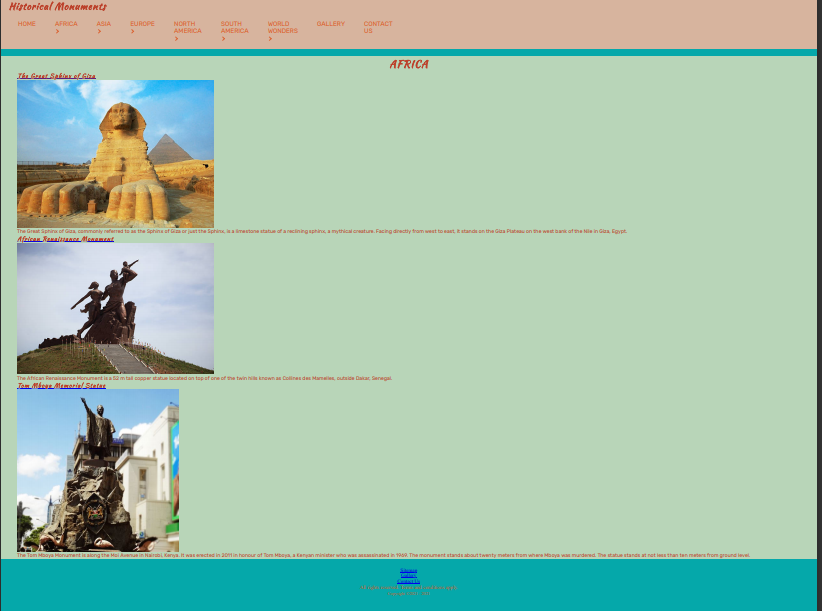 Historical Monuments
HOME
AFRICA
ASIA
EUROPE
NORTH AMERICA
SOUTH AMERICA
WORLD WONDERS
GALLERY
CONTACT US
AFRICA
The Great Sphinx of Giza
The Great Sphinx of Giza, commonly referred to as the Sphinx of Giza or just the Sphinx, is a limestone statue of a reclining sphinx, a mythical creature. Facing directly from west to east, it stands on the Giza Plateau on the west bank of the Nile in Giza, Egypt.
African Renaissance Monument
The African Renaissance Monument is a 52 m tall copper statue located on top of one of the twin hills known as Collines des Mamelles, outside Dakar, Senegal.
Tom Mboya Memorial Statue
The Tom Mboya Monument is along the Moi Avenue in Nairobi, Kenya. It was erected in 2011 in honour of Tom Mboya, a Kenyan minister who was assassinated in 1969. The monument stands about twenty meters from where Mboya was murdered. The statue stands at not less than ten meters from ground level.
Contact Us